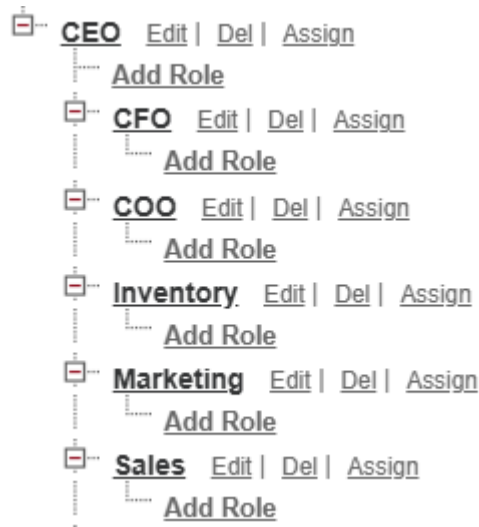 CEO Edit | Del | Assign
Add Role
CFO Edit | Del | Assign
Add Role
COO Edit | Del | Assign
Add Role
Inventory Edit | Del | Assign
Add Role
Marketing Edit | Del | Assign
Add Role
Sales Edit | Del | Assign
Add Role